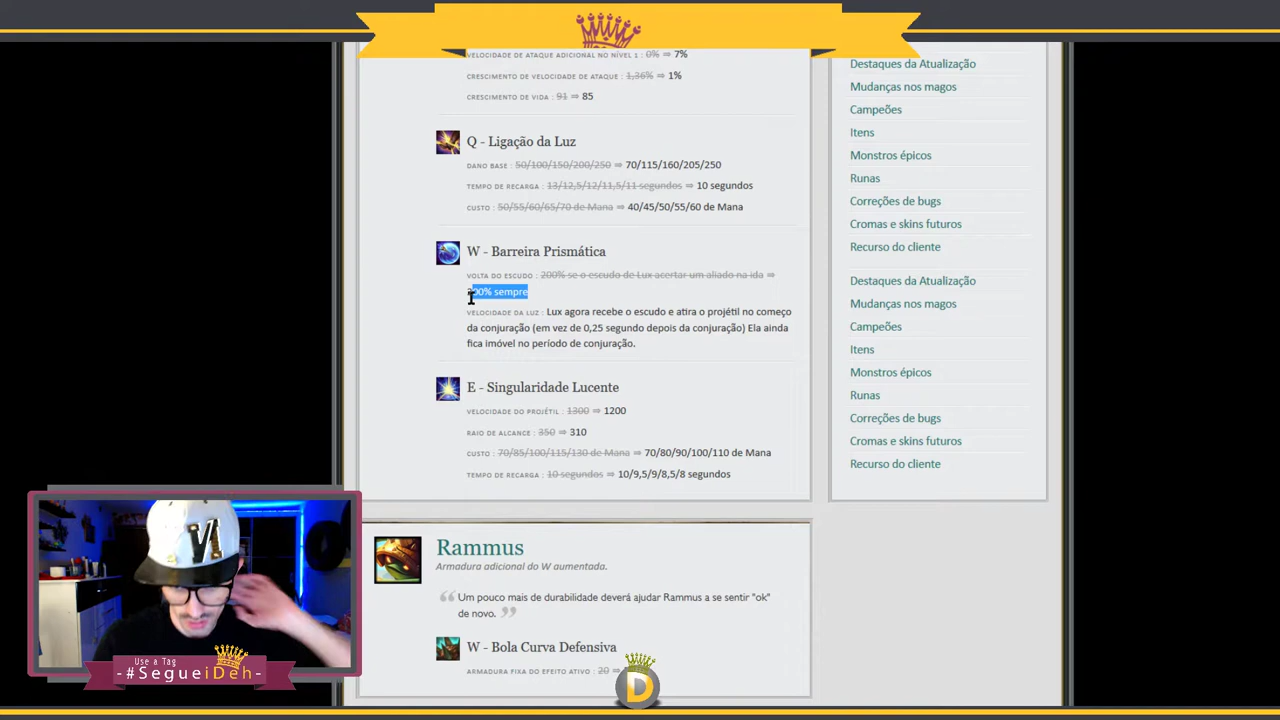 VELOCIDADE DE ATAQUE ADICIONAL NO NÍVEL 1 : 0% ⇒ 7%
CRESCIMENTO DE VELOCIDADE DE ATAQUE : 1,36% ⇒ 1%
CRESCIMENTO DE VIDA : 91 ⇒ 85
Q - Ligação da Luz
DANO BASE : 50/100/150/200/250 ⇒ 70/115/160/205/250
TEMPO DE RECARGA : 13/12,5/12/11,5/11 segundos ⇒ 10 segundos
CUSTO : 50/55/60/65/70 de Mana ⇒ 40/45/50/55/60 de Mana
W - Barreira Prismática
VOLTA DO ESCUDO : 200% se o escudo de Lux acertar um aliado na ida ⇒
200% sempre
VELOCIDADE DA LUZ : Lux agora recebe o escudo e atira o projétil no começo
da conjuração (em vez de 0,25 segundo depois da conjuração) Ela ainda
fica imóvel no período de conjuração.
E - Singularidade Lucente
VELOCIDADE DO PROJÉTIL : 1300 ⇒ 1200
RAIO DE ALCANCE : 350 ⇒ 310
CUSTO : 70/85/100/115/130 de Mana ⇒ 70/80/90/100/110 de Mana
TEMPO DE RECARGA : 10 segundos ⇒ 10/9,5/9/8,5/8 segundos
Rammus
Armadura adicional do W aumentada.
Um pouco mais de durabilidade deverá ajudar Rammus a se sentir "ok"
de novo.
W - Bola Curva Defensiva
ARMADURA FIXA DO EFEITO ATIVO : 20 ⇒
Destaques da Atualização
Mudanças nos magos
Campeões
Itens
Monstros épicos
Runas
Correções de bugs
Cromas e skins futuros
Recurso do cliente
Destaques da Atualização
Mudanças nos magos
Campeões
Itens
Monstros épicos
Runas
Correções de bugs
Cromas e skins futuros
Recurso do cliente
Use a Tag
-#SegueiDeh-
D